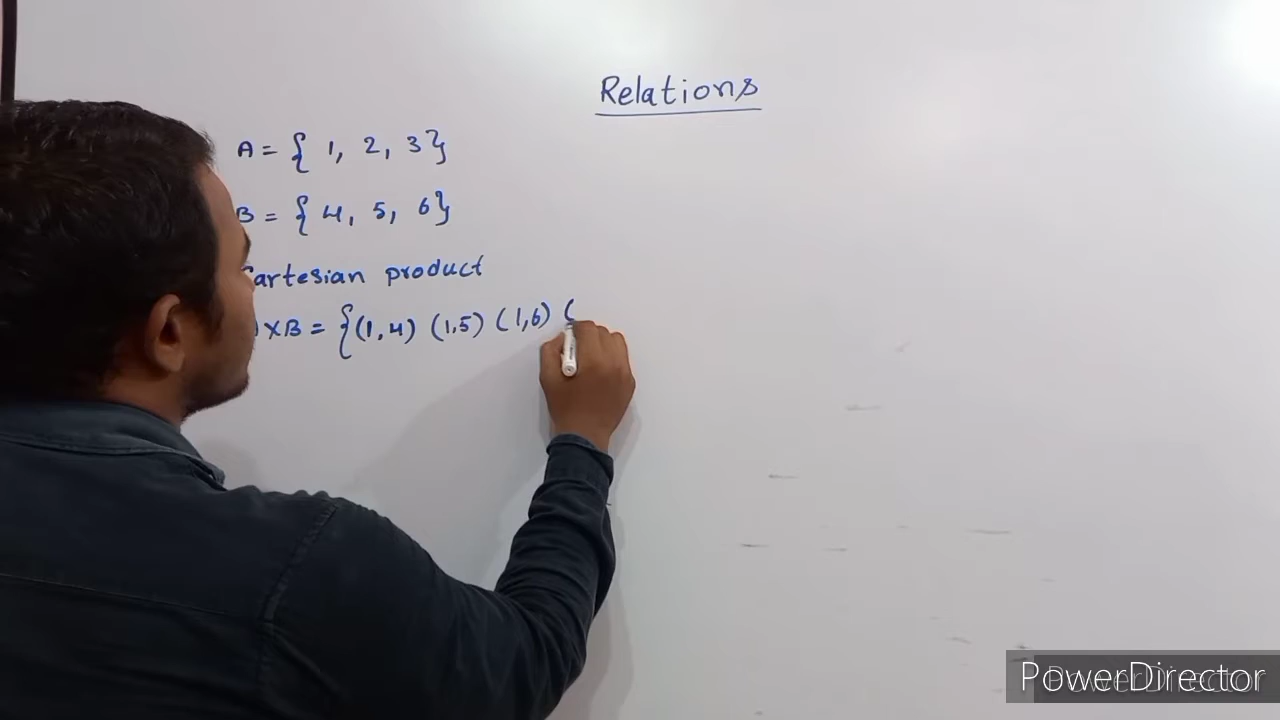 Relations
A = { 1, 2, 3}
B = { 4, 5, 6}
Cartesian product
A×B = {(1,4) (1,5) (1,6) (
PowerDirector